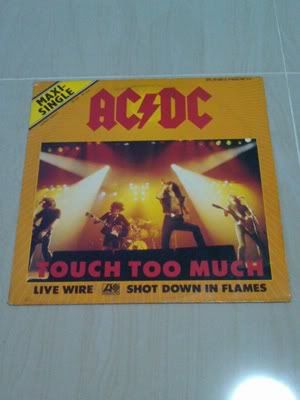 MAXI-
SINGLE
AC DC
TOUCH TOO MUCH
LIVE WIRE
SHOT DOWN IN FLAMES